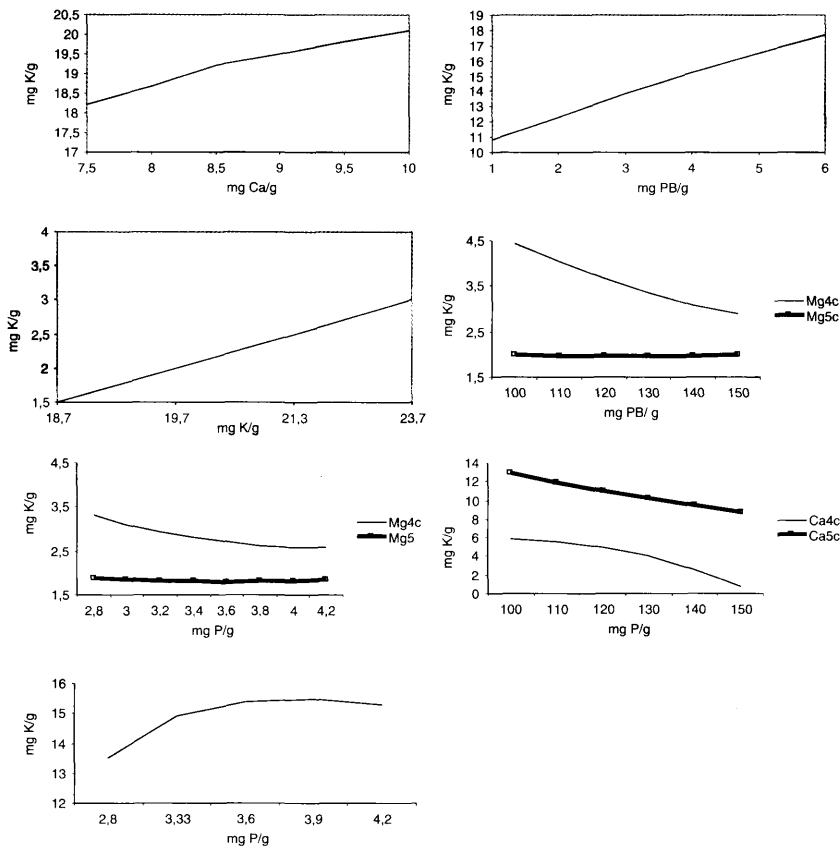 mg K/g
20,5
20
19,5
19
18,5
18
17,5
17
7,5 8 8,5 9 9,5 10
mg Ca/g
mg K/g
19
18
17
16
15
14
13
12
11
10
1 2 3 4 5 6
mg PB/g
mg K/g
4
3,5
3
2,5
2
1,5
18,7 19,7 21,3 23,7
mg K/g
mg K/g
4,5
3,5
2,5
1,5
100 110 120 130 140 150
mg PB/ g
Mg4c
Mg5c
mg K/g
4,5
3,5
2,5
1,5
2,8 3 3,2 3,4 3,6 3,8 4 4,2
mg P/g
Mg4c
Mg5
mg K/g
14
12
10
8
6
4
2
0
100 110 120 130 140 150
mg P/g
Ca4c
Ca5c
mg K/g
16
15
14
13
12
2,8 3,33 3,6 3,9 4,2
mg P/g